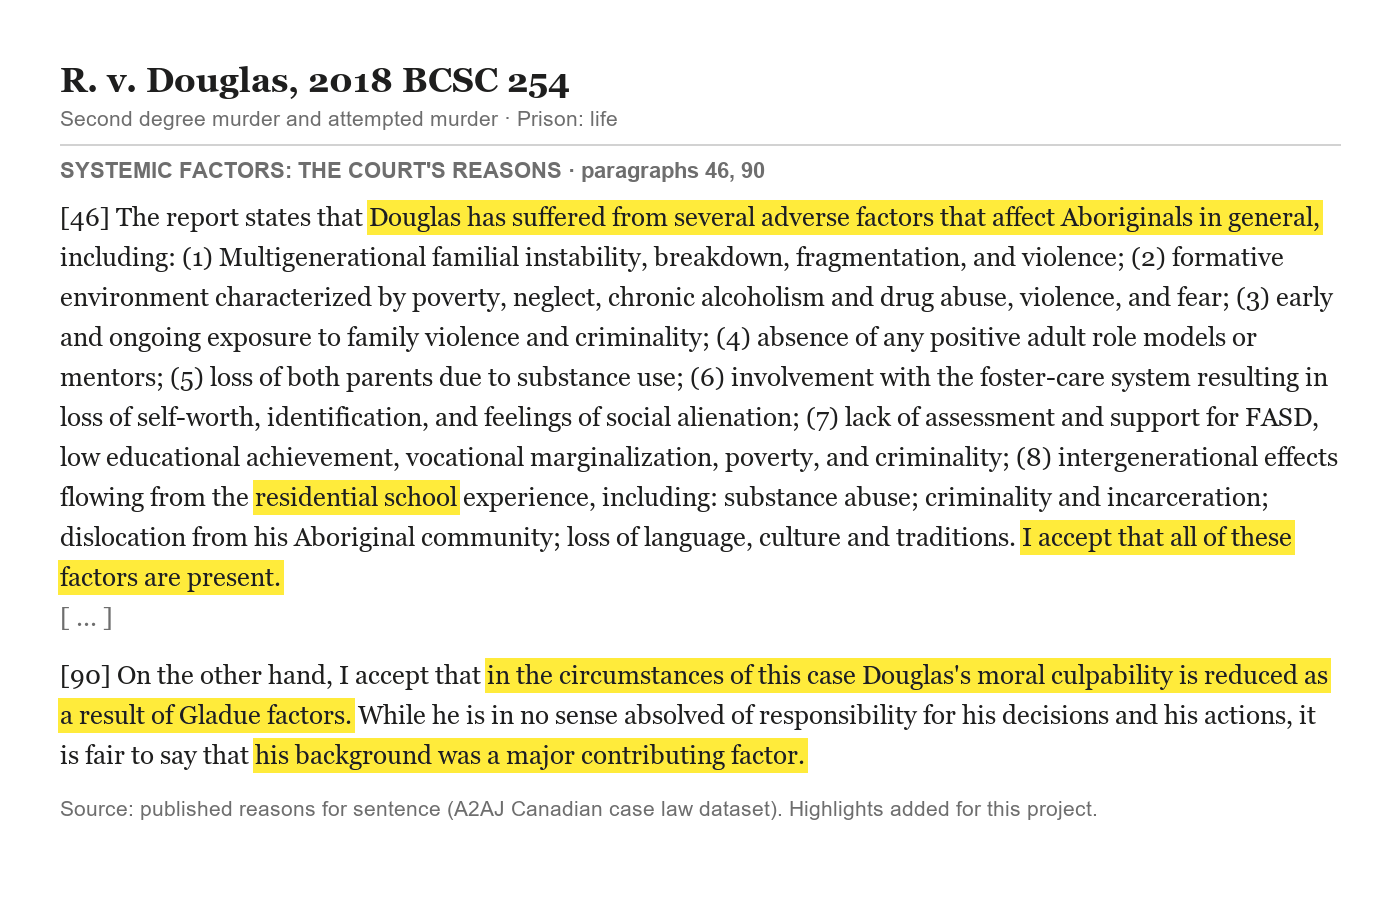 R. v. Douglas, 2018 BCSC 254
Second degree murder and attempted murder · Prison: life
SYSTEMIC FACTORS: THE COURT'S REASONS · paragraphs 46, 90
[46] The report states that Douglas has suffered from several adverse factors that affect Aboriginals in general,
including: (1) Multigenerational familial instability, breakdown, fragmentation, and violence; (2) formative
environment characterized by poverty, neglect, chronic alcoholism and drug abuse, violence, and fear; (3) early
and ongoing exposure to family violence and criminality; (4) absence of any positive adult role models or
mentors; (5) loss of both parents due to substance use; (6) involvement with the foster-care system resulting in
loss of self-worth, identification, and feelings of social alienation; (7) lack of assessment and support for FASD,
low educational achievement, vocational marginalization, poverty, and criminality; (8) intergenerational effects
flowing from the residential school experience, including: substance abuse; criminality and incarceration;
dislocation from his Aboriginal community; loss of language, culture and traditions. I accept that all of these
factors are present.
[ ... ]
[90] On the other hand, I accept that in the circumstances of this case Douglas's moral culpability is reduced as
a result of Gladue factors. While he is in no sense absolved of responsibility for his decisions and his actions, it
is fair to say that his background was a major contributing factor.
Source: published reasons for sentence (A2AJ Canadian case law dataset). Highlights added for this project.